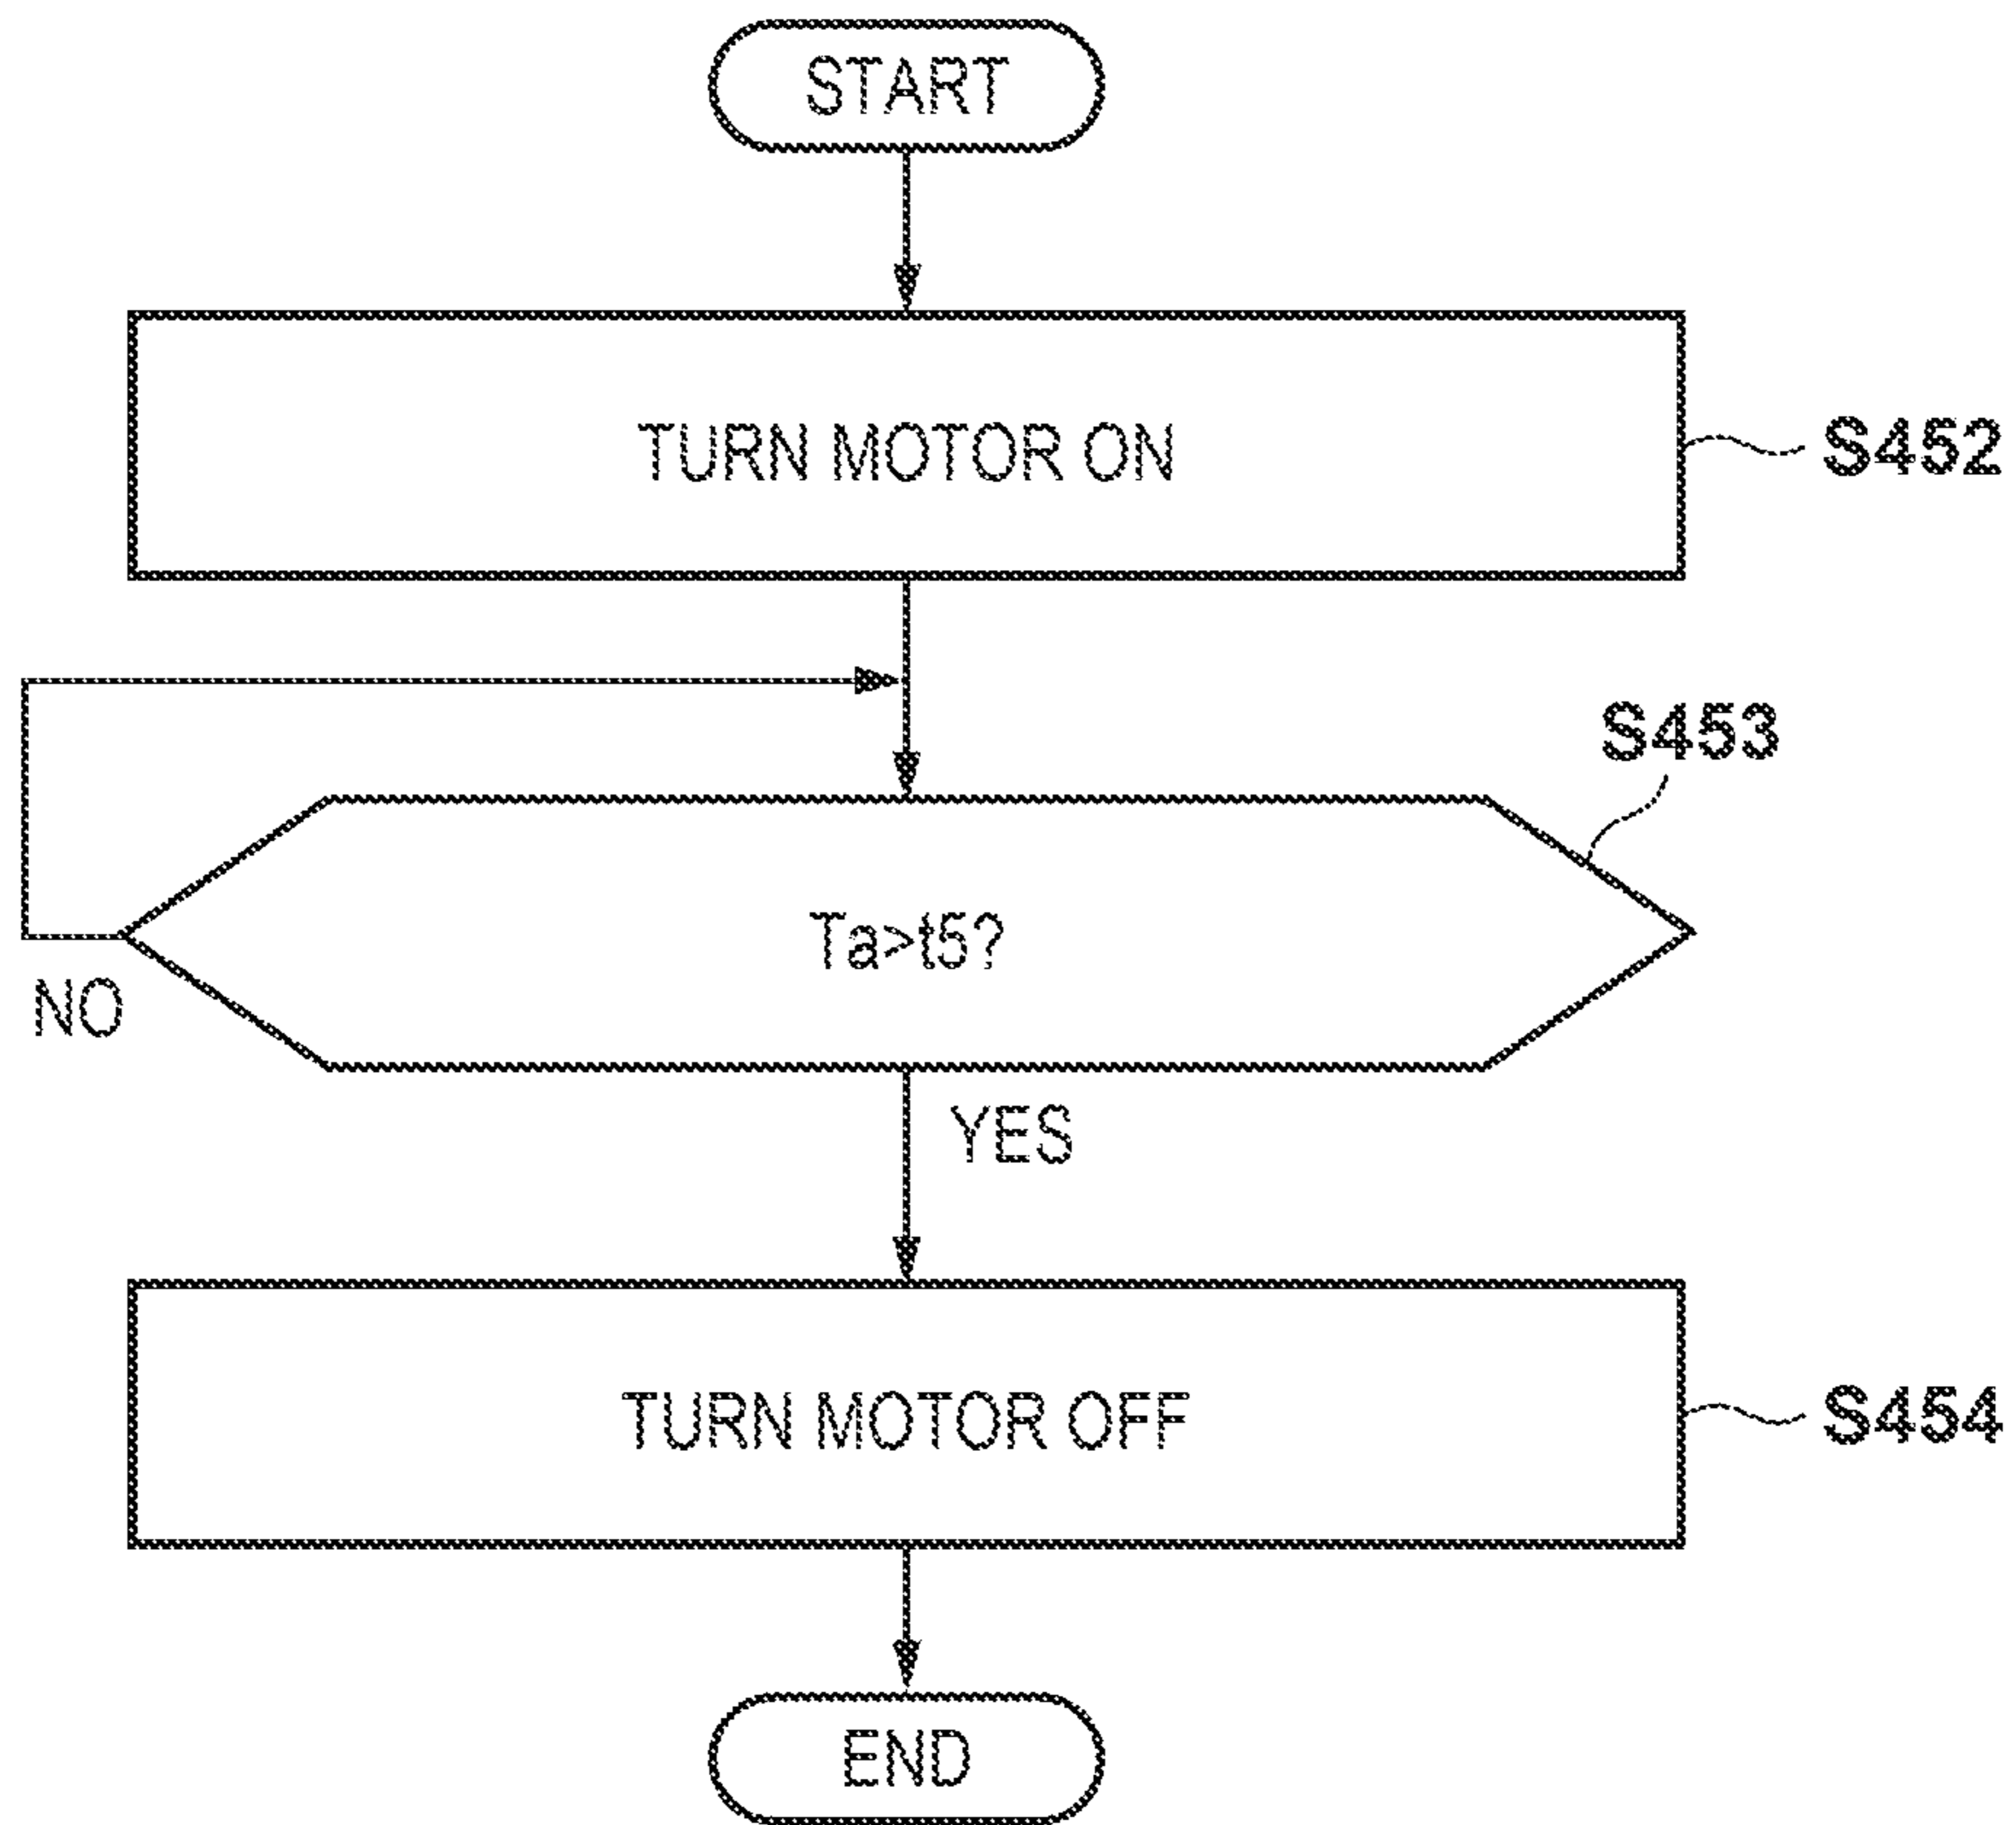 START
TURN MOTOR ON
S452
S453
Ta>t5?
NO
YES
TURN MOTOR OFF
S454
END